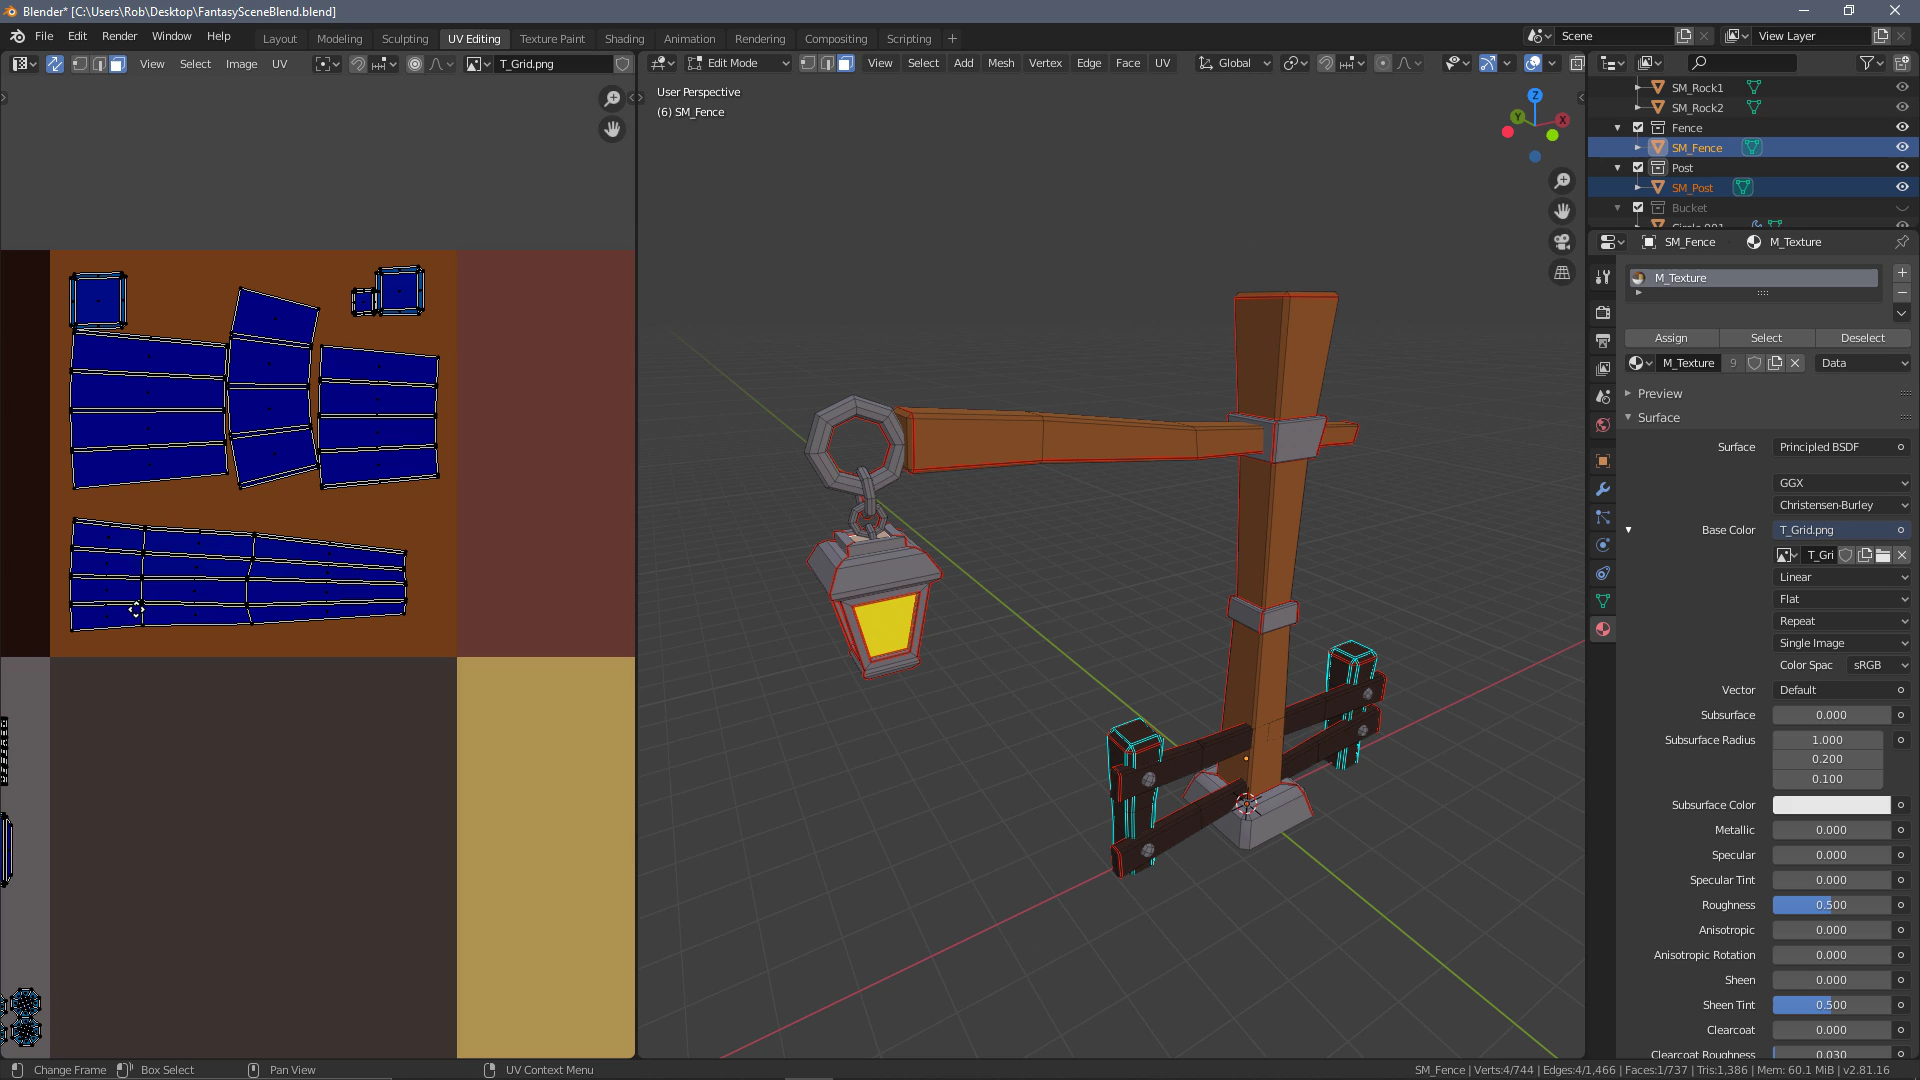 Blender* [C:\Users\Rob\Desktop\FantasySceneBlend.blend]
File Edit Render Window Help
Layout Modeling Sculpting UV Editing Texture Paint Shading Animation Rendering Compositing Scripting +
Scene
View Layer
View Select Image UV
T_Grid.png
Edit Mode
View Select Add Mesh Vertex Edge Face UV
Global
User Perspective
(6) SM_Fence
Z
Y
X
SM_Rock1
SM_Rock2
Fence
SM_Fence
Post
SM_Post
Bucket
SM_Fence M_Texture
M_Texture
Assign Select Deselect
M_Texture 9 Data
Preview
Surface
Surface Principled BSDF
GGX
Christensen-Burley
Base Color T_Grid.png
T_Gri
Linear
Flat
Repeat
Single Image
Color Spac sRGB
Vector Default
Subsurface 0.000
Subsurface Radius 1.000
0.200
0.100
Subsurface Color
Metallic 0.000
Specular 0.000
Specular Tint 0.000
Roughness 0.500
Anisotropic 0.000
Anisotropic Rotation 0.000
Sheen 0.000
Sheen Tint 0.500
Clearcoat 0.000
Clearcoat Roughness 0.030
Change Frame Box Select Pan View UV Context Menu
SM_Fence | Verts:4/744 | Edges:4/1,466 | Faces:1/737 | Tris:1,386 | Mem: 60.1 MiB | v2.81.16